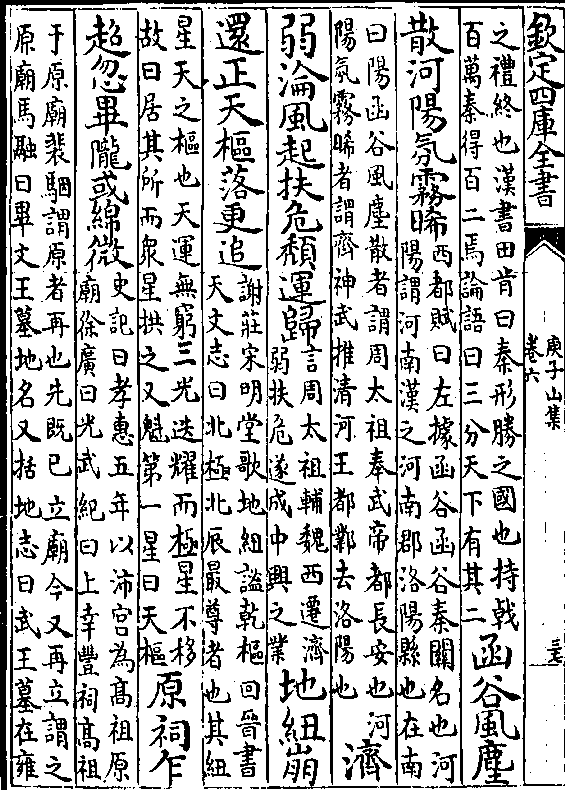 欽定四庫全書
庾子山集
卷六
三七
之禮終也漢書田肯曰秦形勝之國也持戟
百萬秦得百二焉論語曰三分天下有其二
函谷風塵
散河陽氛霧晞
西都賦曰左據函谷函谷秦關名也河
陽謂河南漢之河南郡洛陽縣也在南
河
曰陽函谷風塵散者謂周太祖奉武帝都長安也
陽氛霧晞者謂齊神武推清河王都鄴去洛陽也
濟
弱淪風起扶危頹運歸
言周太祖輔魏西遷濟
弱扶危遂成中興之業
地紐崩
還正天樞落更追
謝莊宋明堂歌地紐謐乾樞回晉書
天文志曰北極北辰最尊者也其紐
星天之樞也天運無窮三光迭耀而極星不移
故曰居其所而衆星拱之又魁第一星曰天樞
原祠乍
超忽畢隴或綿微
史記曰孝惠五年以沛宮為髙祖原
廟徐廣曰光武紀曰上幸豐祠髙祖
于原廟裴駰謂原者再也先既已立廟今又再立謂之
原廟馬融曰畢文王墓地名又括地志曰武王墓在雍